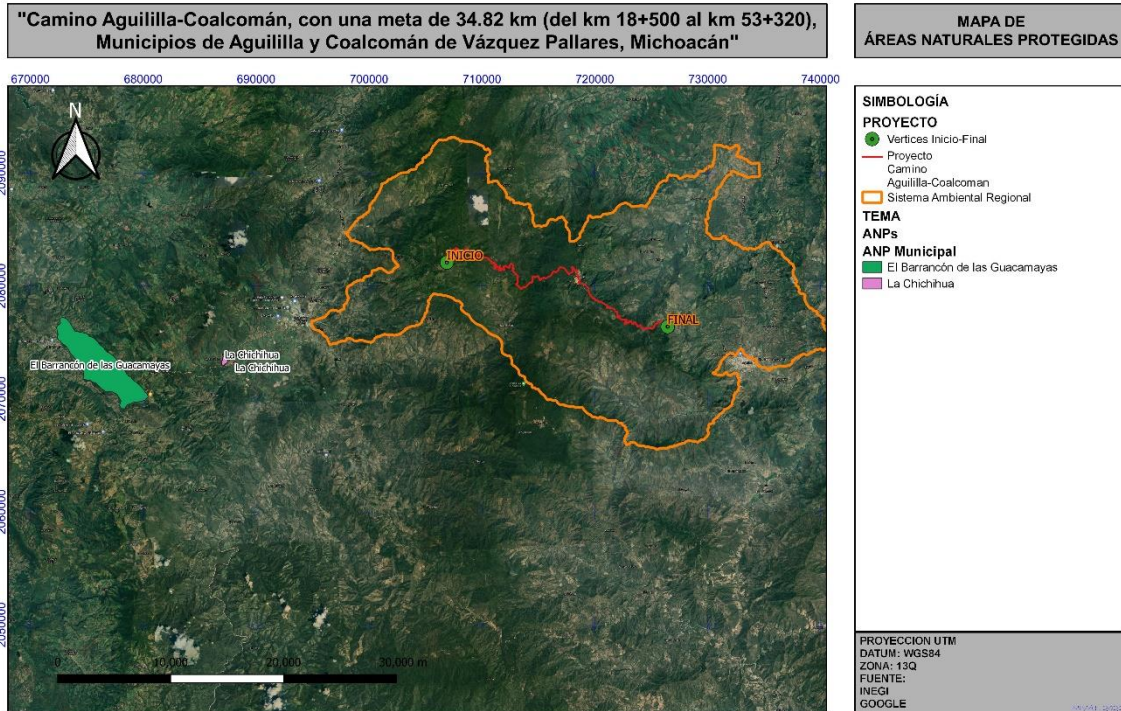 "Camino Aguililla-Coalcomán, con una meta de 34.82 km (del km 18+500 al km 53+320),
Municipios de Aguililla y Coalcomán de Vázquez Pallares, Michoacán"
MAPA DE
ÁREAS NATURALES PROTEGIDAS
670000 680000 690000 700000 710000 720000 730000 740000
N
2090000
2080000
2070000
2060000
INICIO
FINAL
La Chichihua
La Chichihua
El Barrancón de las Guacamayas
0 10,000 20,000 30,000 m
SIMBOLOGÍA
PROYECTO
Vertices Inicio-Final
Proyecto
Camino
Aguililla-Coalcoman
Sistema Ambiental Regional
TEMA
ANPs
ANP Municipal
El Barrancón de las Guacamayas
La Chichihua
PROYECCION UTM
DATUM: WGS84
ZONA: 13Q
FUENTE:
INEGI
GOOGLE